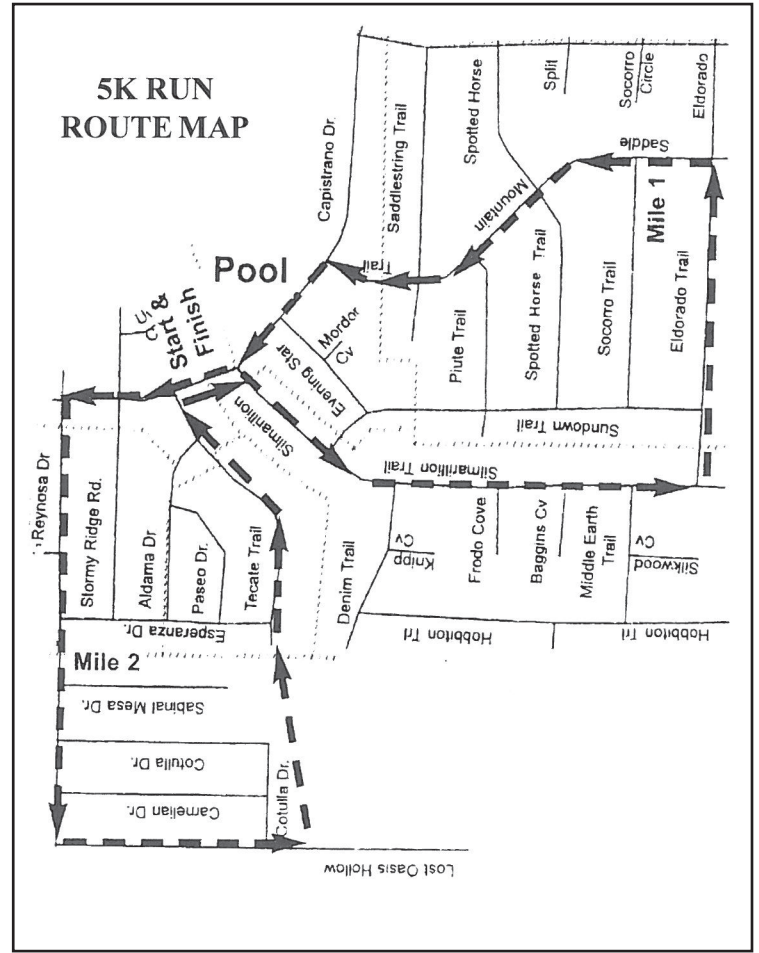 5K RUN
ROUTE MAP
Capistrano Dr.
Saddlestring Trail
Spotted Horse
Split
Socorro
Circle
Eldorado
Saddle
Mountain
Trail
Mile 1
Pool
Start &
Finish
Mordor
Cv
Evening Star
Silmarillion
Piute Trail
Spotted Horse Trail
Socorro Trail
Eldorado Trail
Sundown Trail
Silmarillion Trail
Reynosa Dr
Stormy Ridge Rd.
Aldama Dr
Paseo Dr.
Tecate Trail
Denim Trail
Knipp
Cv
Frodo Cove
Baggins Cv
Middle Earth
Trail
Silkwood
Cv
Esperanza Dr.
Hobbiton Trl
Hobbiton Trl
Mile 2
Sabinal Mesa Dr.
Cotulla Dr.
Camelian Dr.
Cotulla Dr.
Lost Oasis Hollow